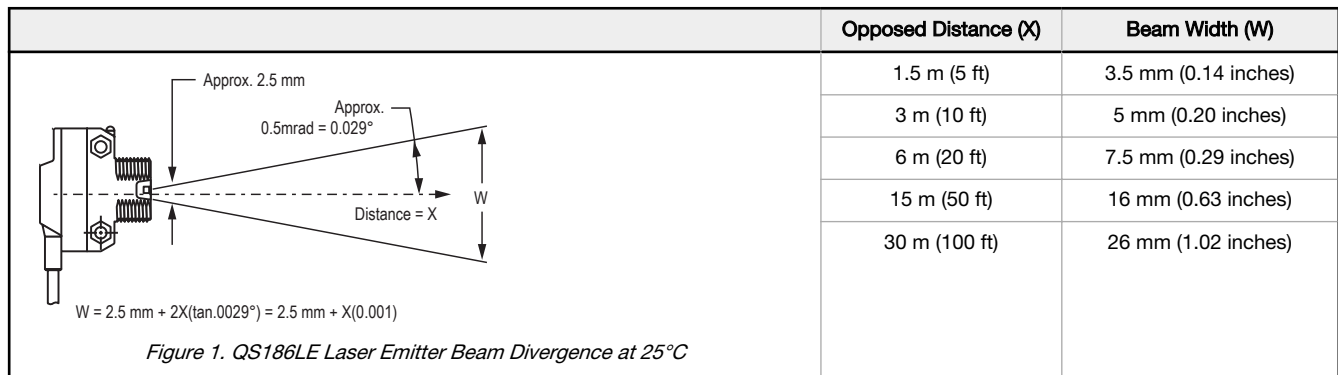 Opposed Distance (X) Beam Width (W)
Approx. 2.5 mm
Approx.
0.5mrad = 0.029°
W
Distance = X
W = 2.5 mm + 2X(tan.0029°) = 2.5 mm + X(0.001)
Figure 1. QS186LE Laser Emitter Beam Divergence at 25°C
1.5 m (5 ft) 3.5 mm (0.14 inches)
3 m (10 ft) 5 mm (0.20 inches)
6 m (20 ft) 7.5 mm (0.29 inches)
15 m (50 ft) 16 mm (0.63 inches)
30 m (100 ft) 26 mm (1.02 inches)